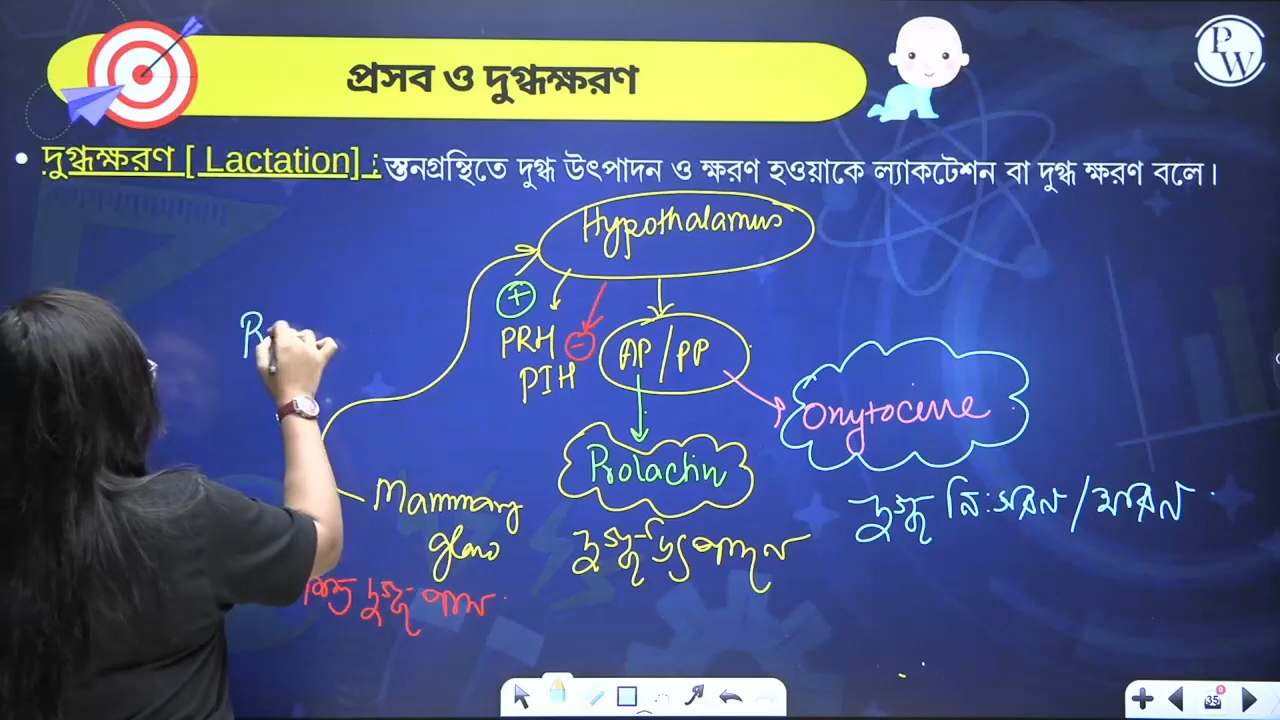 প্রসব ও দুগ্ধক্ষরণ
PW
• দুগ্ধক্ষরণ [ Lactation] : স্তনগ্রন্থিতে দুগ্ধ উৎপাদন ও ক্ষরণ হওয়াকে ল্যাকটেশন বা দুগ্ধ ক্ষরণ বলে।
Hypothalamus
+
PRH -
PIH
AP/PP
Oxytocine
Prolactin
Mammary
gland
দুগ্ধ নিঃসরণ / ক্ষরণ
দুগ্ধ উৎপাদন
শিশু দুগ্ধ পান
35